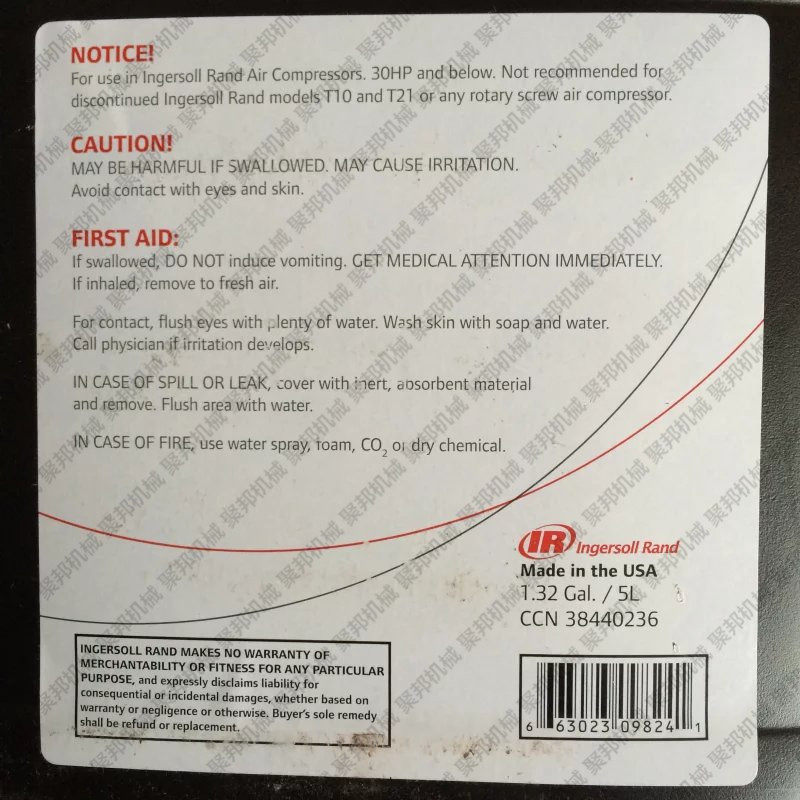 NOTICE!
For use in Ingersoll Rand Air Compressors. 30HP and below. Not recommended for
discontinued Ingersoll Rand models T10 and T21 or any rotary screw air compressor.
CAUTION!
MAY BE HARMFUL IF SWALLOWED. MAY CAUSE IRRITATION.
Avoid contact with eyes and skin.
FIRST AID:
If swallowed, DO NOT induce vomiting. GET MEDICAL ATTENTION IMMEDIATELY.
If inhaled, remove to fresh air.
For contact, flush eyes with plenty of water. Wash skin with soap and water.
Call physician if irritation develops.
IN CASE OF SPILL OR LEAK, cover with inert, absorbent material
and remove. Flush area with water.
IN CASE OF FIRE, use water spray, foam, CO2 or dry chemical.
IR Ingersoll Rand
Made in the USA
1.32 Gal. / 5L
CCN 38440236
INGERSOLL RAND MAKES NO WARRANTY OF
MERCHANTABILITY OR FITNESS FOR ANY PARTICULAR
PURPOSE, and expressly disclaims liability for
consequential or incidental damages, whether based on
warranty or negligence or otherwise. Buyer's sole remedy
shall be refund or replacement.
6 63023 09824 1
聚邦机械